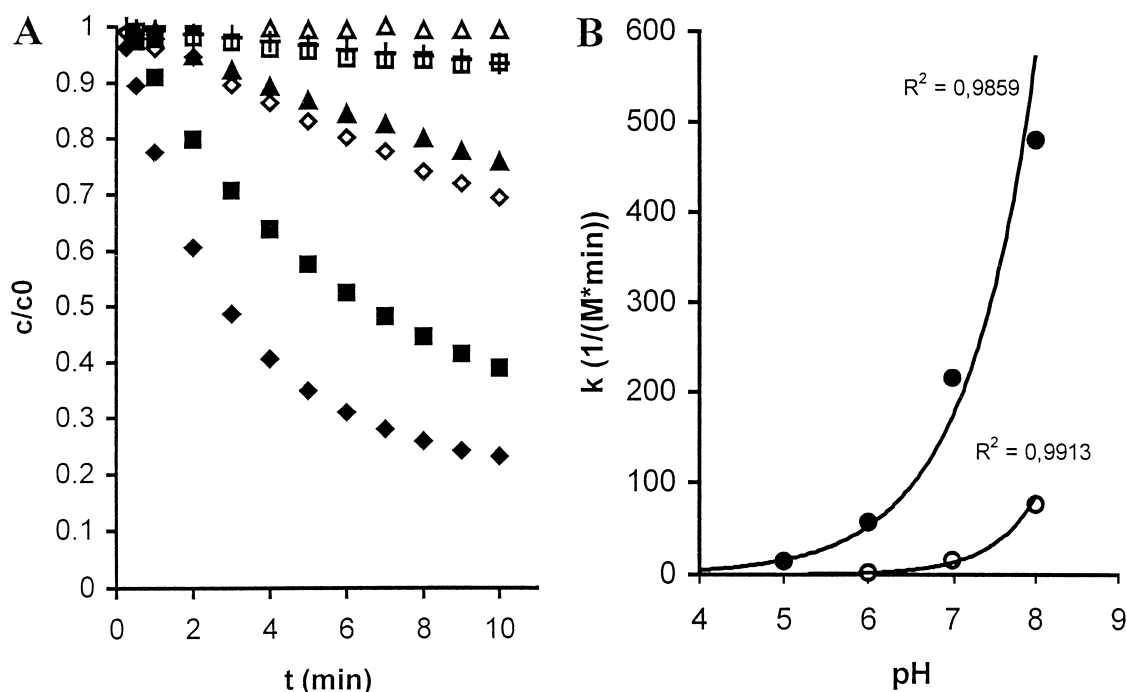 A
1
0.9
0.8
0.7
0.6
0.5
0.4
0.3
0.2
0.1
0
c/c0
0 2 4 6 8 10
t (min)
B
600
500
400
300
200
100
0
k (1/(M*min))
R² = 0,9859
R² = 0,9913
4 5 6 7 8 9
pH